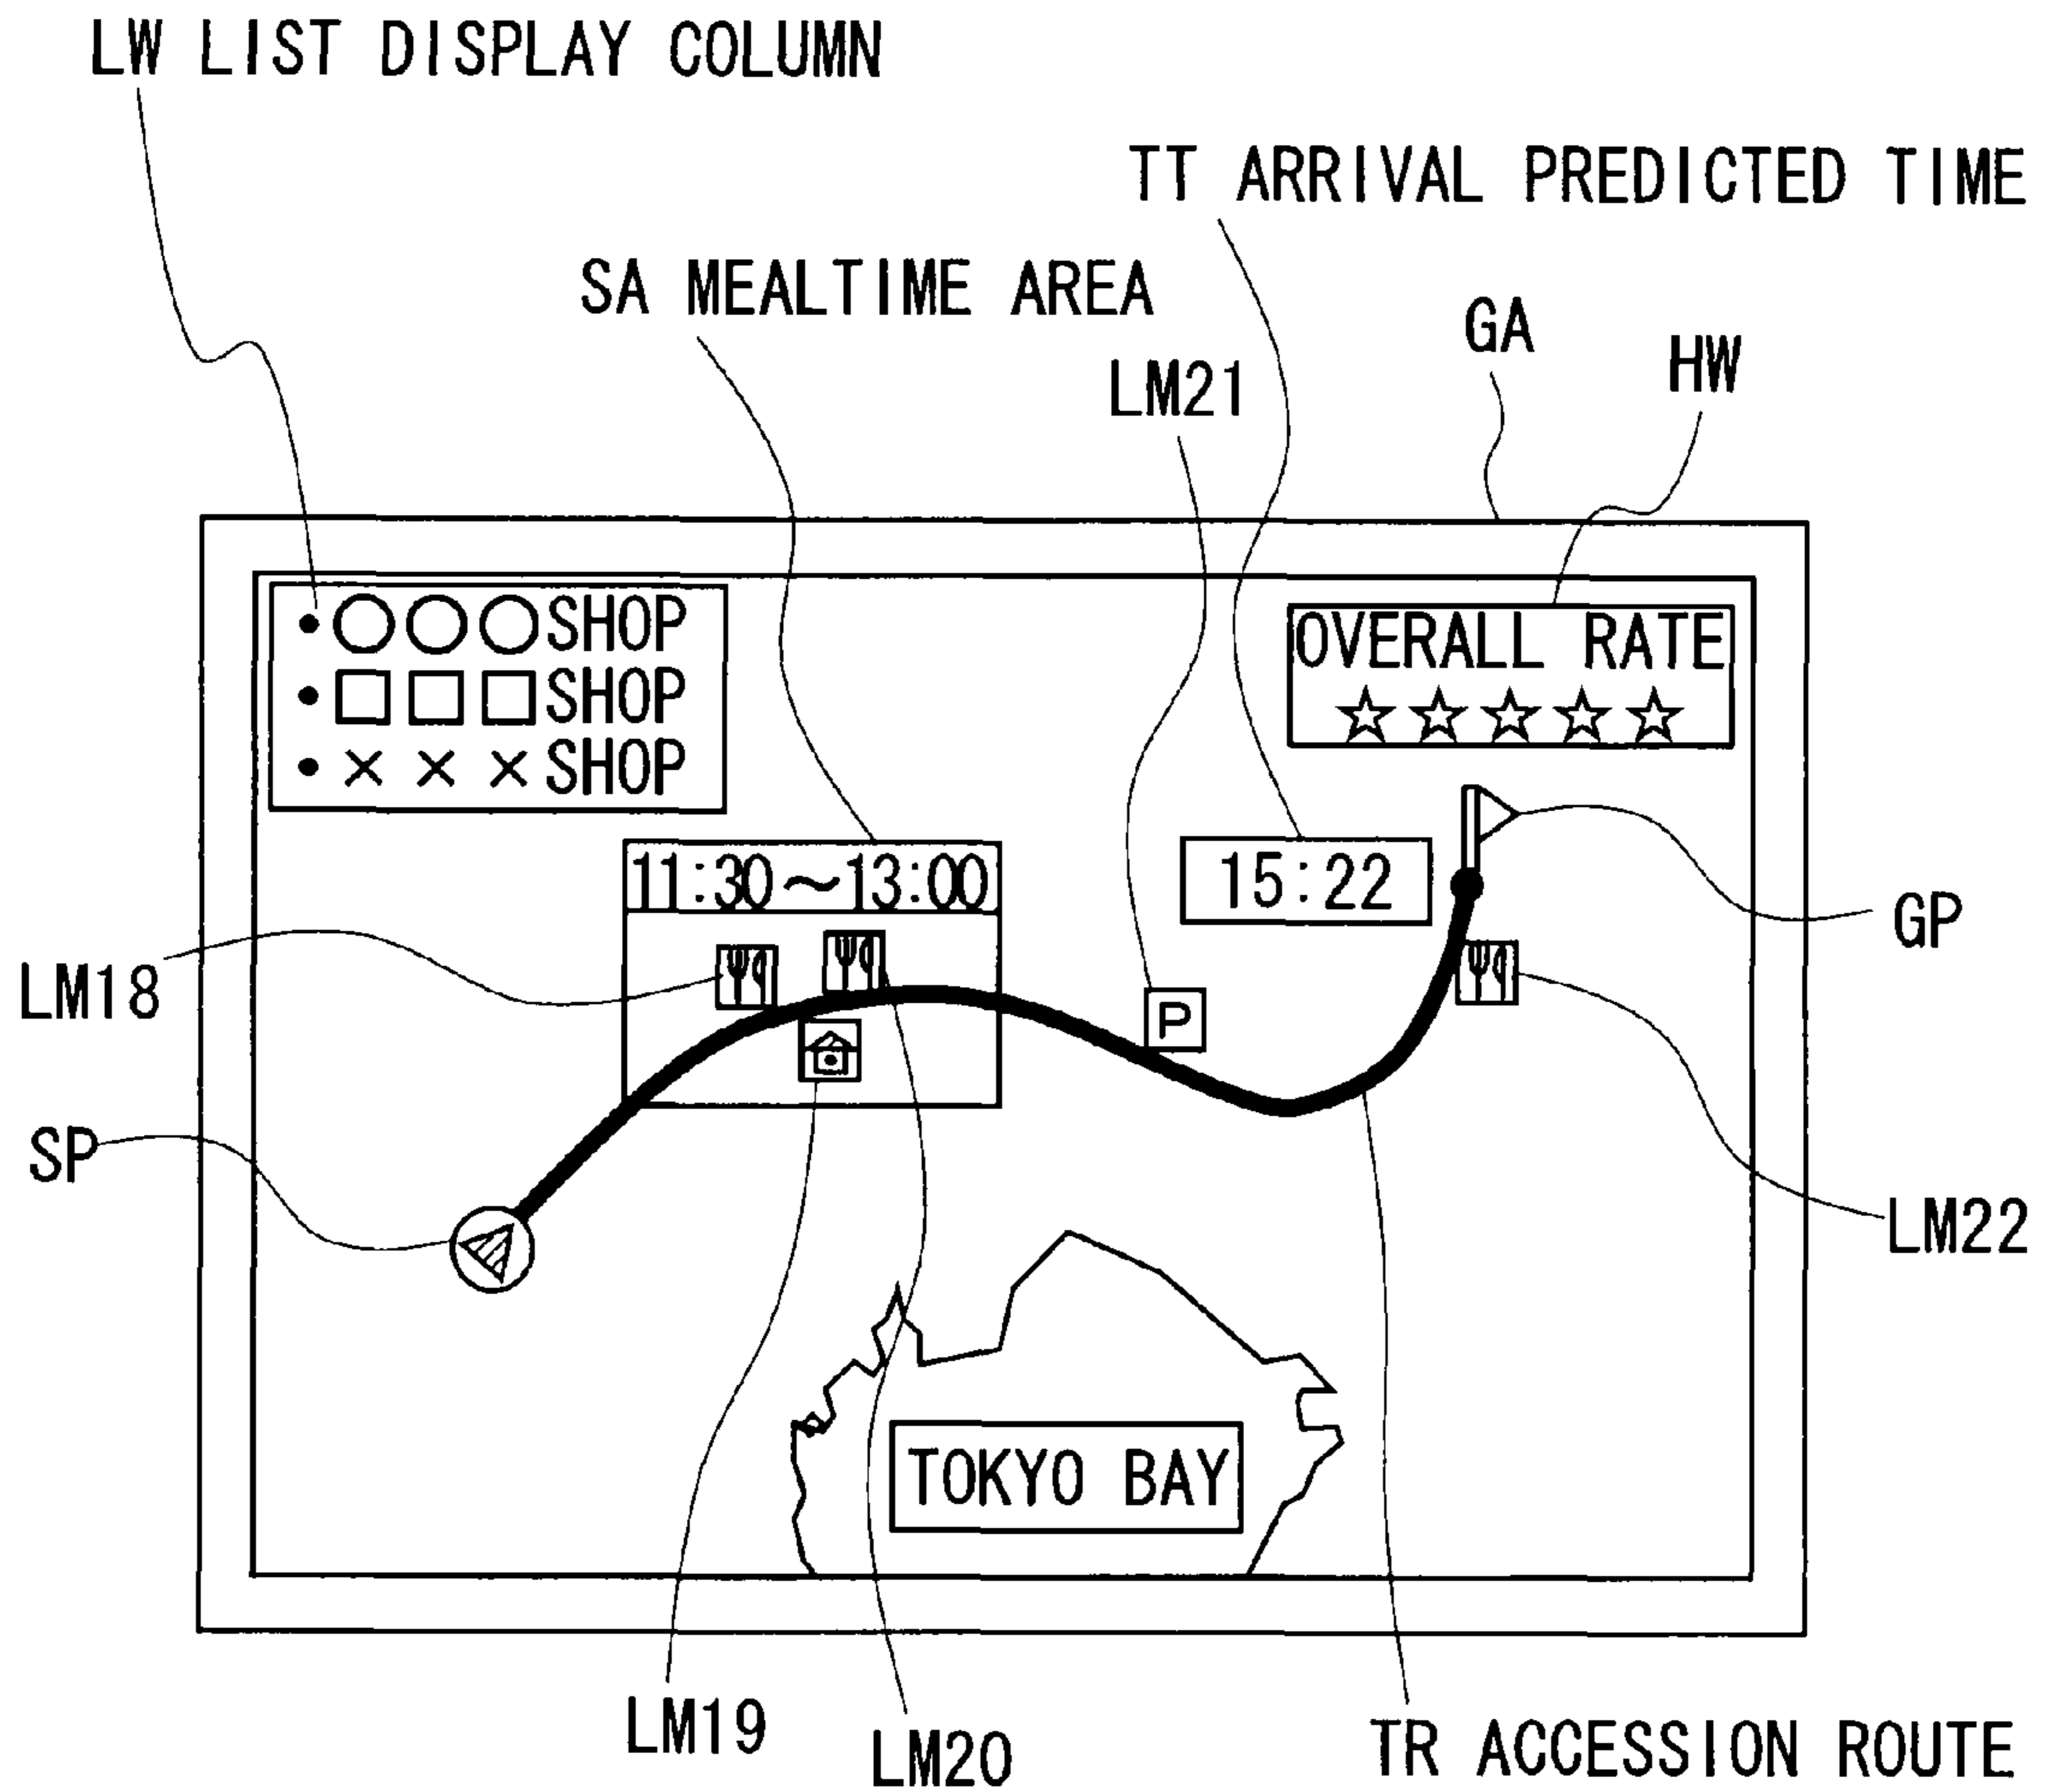 LW LIST DISPLAY COLUMN
TT ARRIVAL PREDICTED TIME
SA MEALTIME AREA
GA
HW
LM21
• ○○○SHOP
• □□□SHOP
• ×××SHOP
OVERALL RATE
☆☆☆☆☆
11:30~13:00
15:22
GP
LM18
P
SP
LM22
TOKYO BAY
LM19
LM20
TR ACCESSION ROUTE